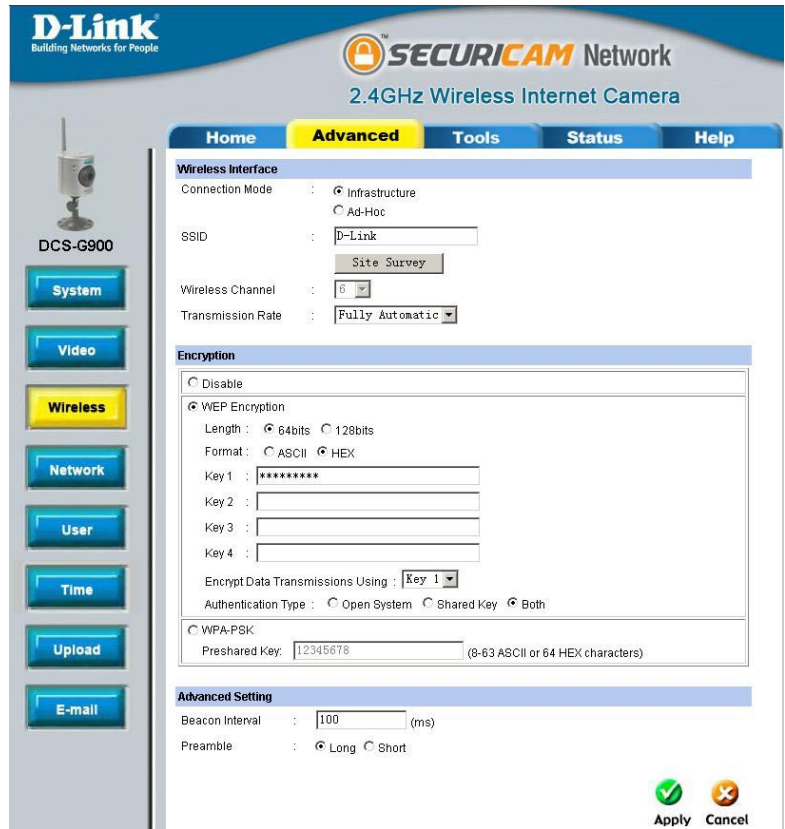 D-Link
Building Networks for People
SECURICAM Network
™
2.4GHz Wireless Internet Camera
Home
Advanced
Tools
Status
Help
DCS-G900
System
Video
Wireless
Network
User
Time
Upload
E-mail
Wireless Interface
Connection Mode : Infrastructure
Ad-Hoc
SSID : D-Link
Site Survey
Wireless Channel : 6
Transmission Rate : Fully Automatic
Encryption
Disable
WEP Encryption
Length : 64bits 128bits
Format : ASCII HEX
Key 1 : *********
Key 2 :
Key 3 :
Key 4 :
Encrypt Data Transmissions Using : Key 1
Authentication Type : Open System Shared Key Both
WPA-PSK
Preshared Key: 12345678 (8-63 ASCII or 64 HEX characters)
Advanced Setting
Beacon Interval : 100 (ms)
Preamble : Long Short
Apply Cancel